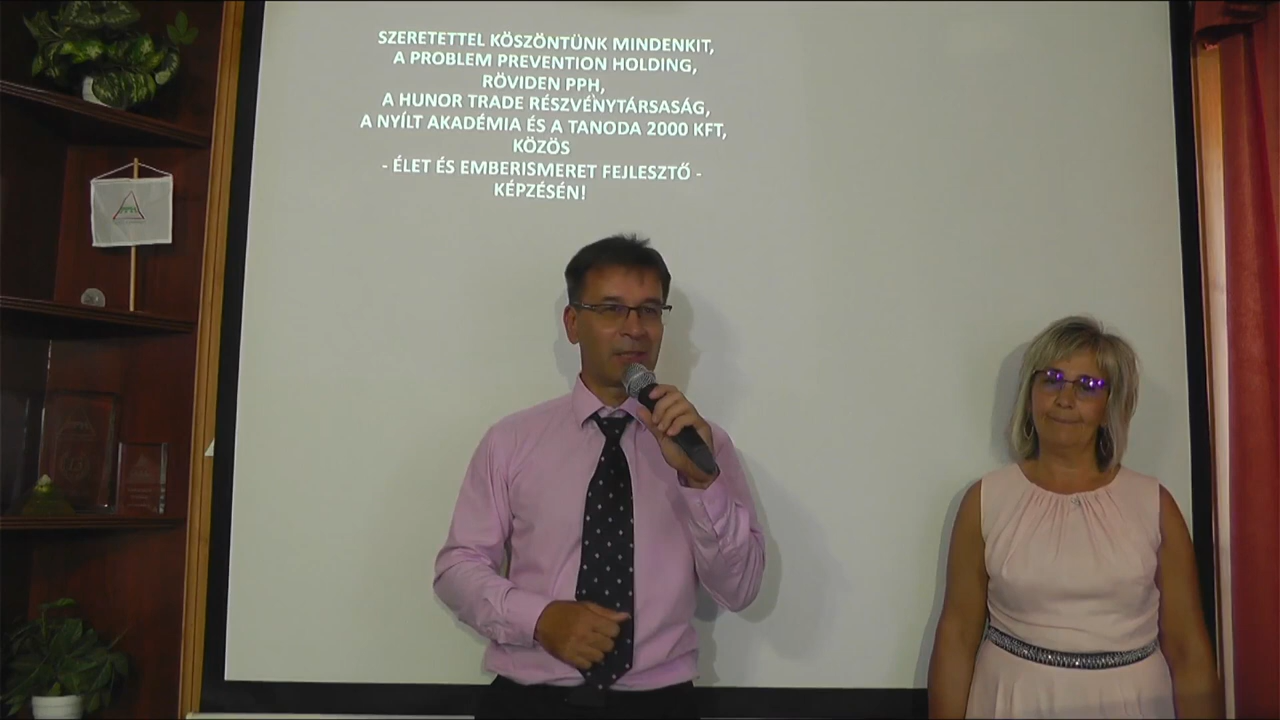 SZERETETTEL KÖSZÖNTÜNK MINDENKIT,
A PROBLEM PREVENTION HOLDING,
RÖVIDEN PPH,
A HUNOR TRADE RÉSZVÉNYTÁRSASÁG,
A NYÍLT AKADÉMIA ÉS A TANODA 2000 KFT,
KÖZÖS
- ÉLET ÉS EMBERISMERET FEJLESZTŐ -
KÉPZÉSÉN!